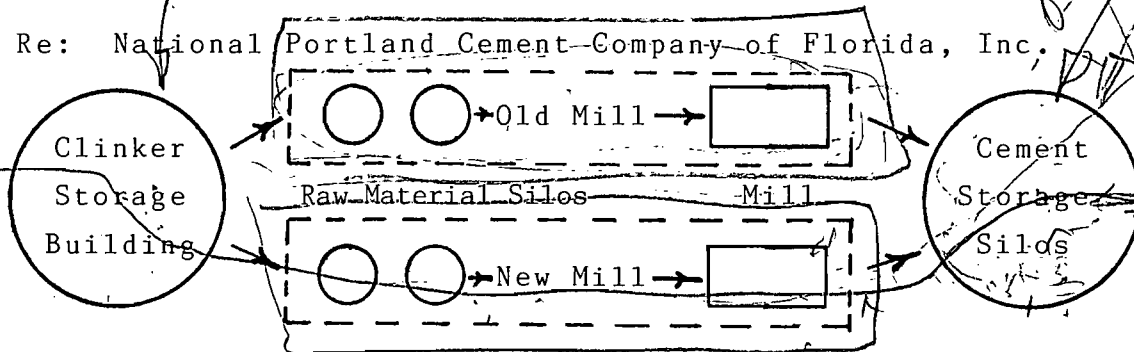 Re: National Portland Cement Company of Florida, Inc.
Old Mill
Clinker
Storage
Building
Raw Material Silos
Mill
New Mill
Cement
Storage
Silos